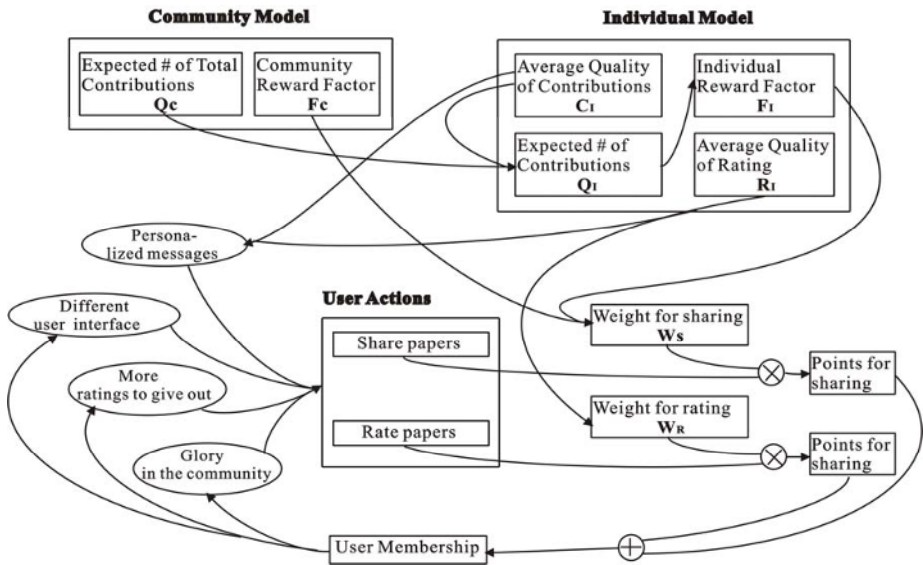 Community Model
Expected # of Total
Contributions
Qc
Community
Reward Factor
Fc
Individual Model
Average Quality
of Contributions
CI
Individual
Reward Factor
FI
Expected # of
Contributions
QI
Average Quality
of Rating
RI
Persona-
lized messages
Different
user interface
More
ratings to give out
Glory
in the community
User Actions
Share papers
Rate papers
Weight for sharing
Ws
Weight for rating
WR
Points for
sharing
Points for
sharing
User Membership